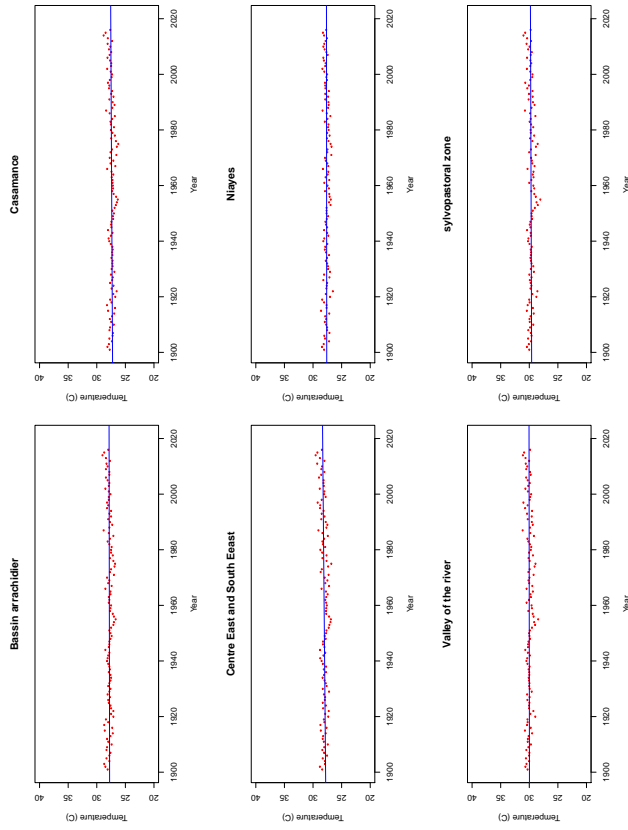 Bassin arrachidier
Temperature (C)
40
35
30
25
20
1900 1920 1940 1960 1980 2000 2020
Year
Casamance
Temperature (C)
40
35
30
25
20
1900 1920 1940 1960 1980 2000 2020
Year
Centre East and South Eeast
Temperature (C)
40
35
30
25
20
1900 1920 1940 1960 1980 2000 2020
Year
Niayes
Temperature (C)
40
35
30
25
20
1900 1920 1940 1960 1980 2000 2020
Year
Valley of the river
Temperature (C)
40
35
30
25
20
1900 1920 1940 1960 1980 2000 2020
Year
sylvopastoral zone
Temperature (C)
40
35
30
25
20
1900 1920 1940 1960 1980 2000 2020
Year